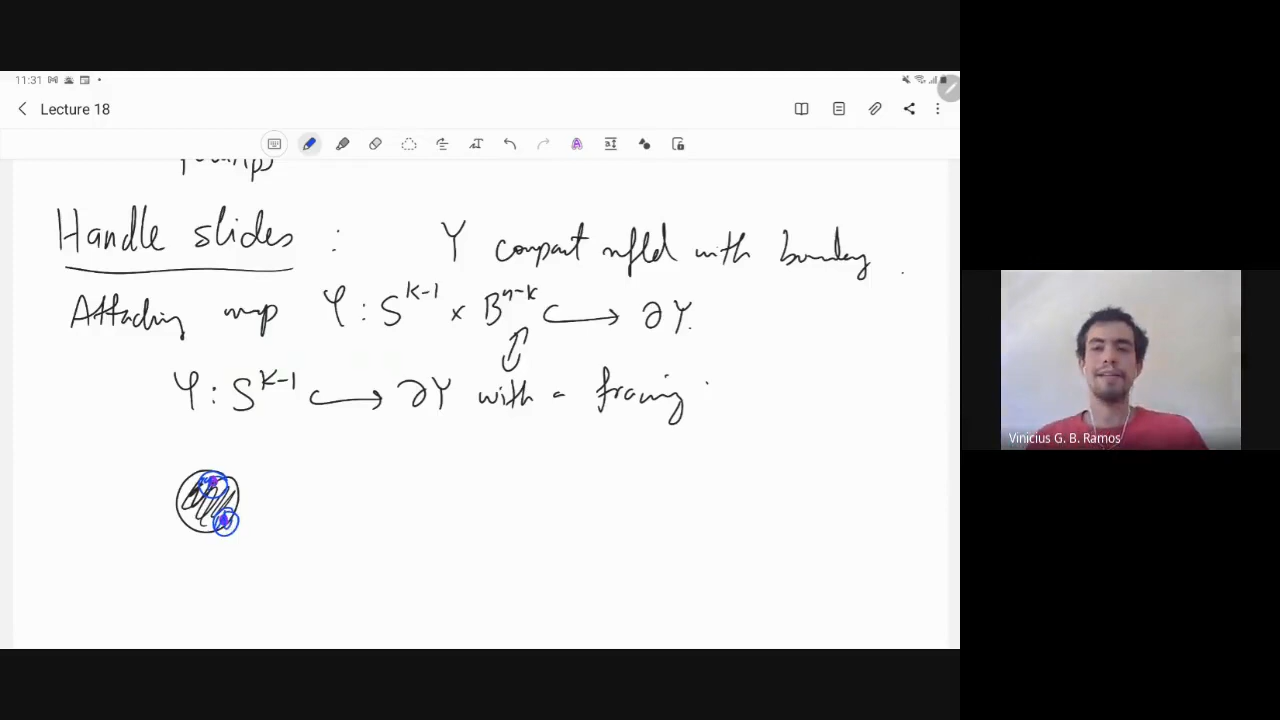 11:31
Lecture 18
Handle slides : Y compact mfld with boundary.
Attaching map φ : S^{k-1} × B^{n-k} ↪ ∂Y.
φ : S^{k-1} ↪ ∂Y with a framing.
Vinicius G. B. Ramos